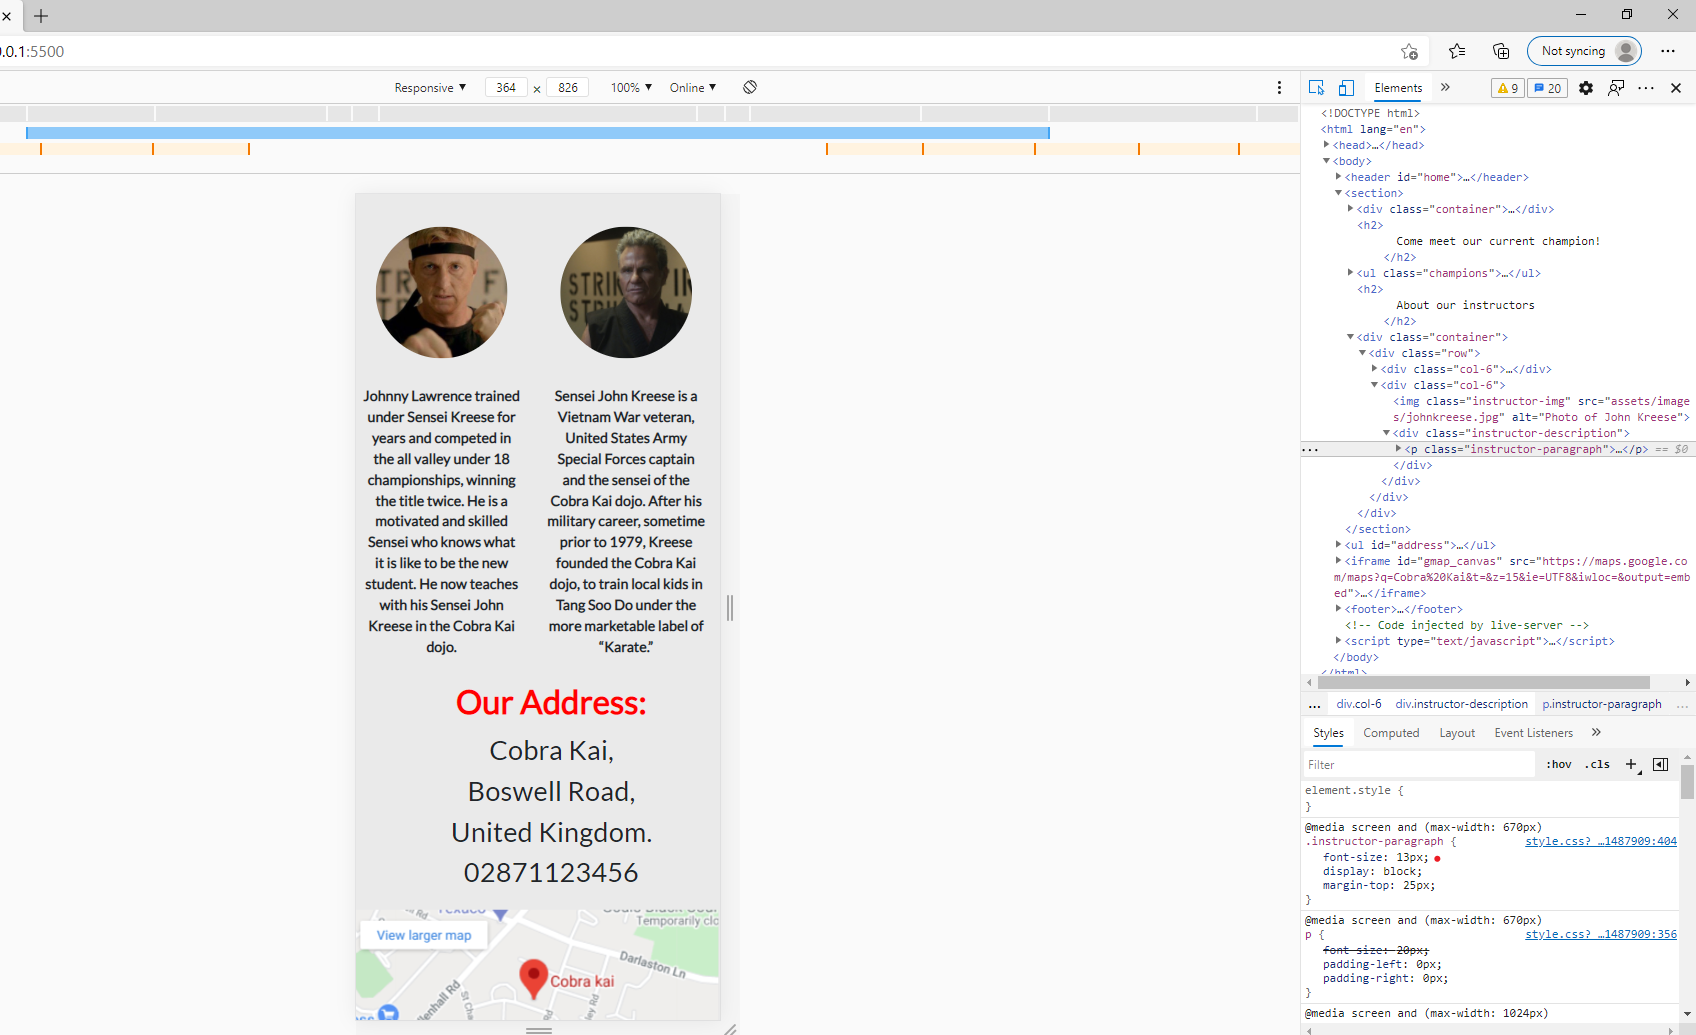 .0.1:5500
Not syncing
Responsive ▼ 364 × 826 100% ▼ Online ▼
Elements » 9 20
<!DOCTYPE html>
<html lang="en">
<head>…</head>
<body>
<header id="home">…</header>
<section>
<div class="container">…</div>
<h2>
Come meet our current champion!
</h2>
<ul class="champions">…</ul>
<h2>
About our instructors
</h2>
<div class="container">
<div class="row">
<div class="col-6">…</div>
<div class="col-6">
<img class="instructor-img" src="assets/image
s/johnkreese.jpg" alt="Photo of John Kreese">
<div class="instructor-description">
<p class="instructor-paragraph">…</p> == $0
</div>
</div>
</div>
</div>
</section>
<ul id="address">…</ul>
<iframe id="gmap_canvas" src="https://maps.google.co
m/maps?q=Cobra%20Kai&t=&z=15&ie=UTF8&iwloc=&output=emb
ed">…</iframe>
<footer>…</footer>
<!-- Code injected by live-server -->
<script type="text/javascript">…</script>
</body>
</html>
... div.col-6 div.instructor-description p.instructor-paragraph ...
Styles Computed Layout Event Listeners »
Filter :hov .cls +
element.style {
}
@media screen and (max-width: 670px)
.instructor-paragraph { style.css? …1487909:404
font-size: 13px;
display: block;
margin-top: 25px;
}
@media screen and (max-width: 670px)
p { style.css? …1487909:356
font-size: 20px;
padding-left: 0px;
padding-right: 0px;
}
@media screen and (max-width: 1024px)
Johnny Lawrence trained
under Sensei Kreese for
years and competed in
the all valley under 18
championships, winning
the title twice. He is a
motivated and skilled
Sensei who knows what
it is like to be the new
student. He now teaches
with his Sensei John
Kreese in the Cobra Kai
dojo.
Sensei John Kreese is a
Vietnam War veteran,
United States Army
Special Forces captain
and the sensei of the
Cobra Kai dojo. After his
military career, sometime
prior to 1979, Kreese
founded the Cobra Kai
dojo, to train local kids in
Tang Soo Do under the
more marketable label of
“Karate.”
Our Address:
Cobra Kai,
Boswell Road,
United Kingdom.
02871123456
Texaco
Temporarily clo
View larger map
Darlaston Ln
Cobra kai